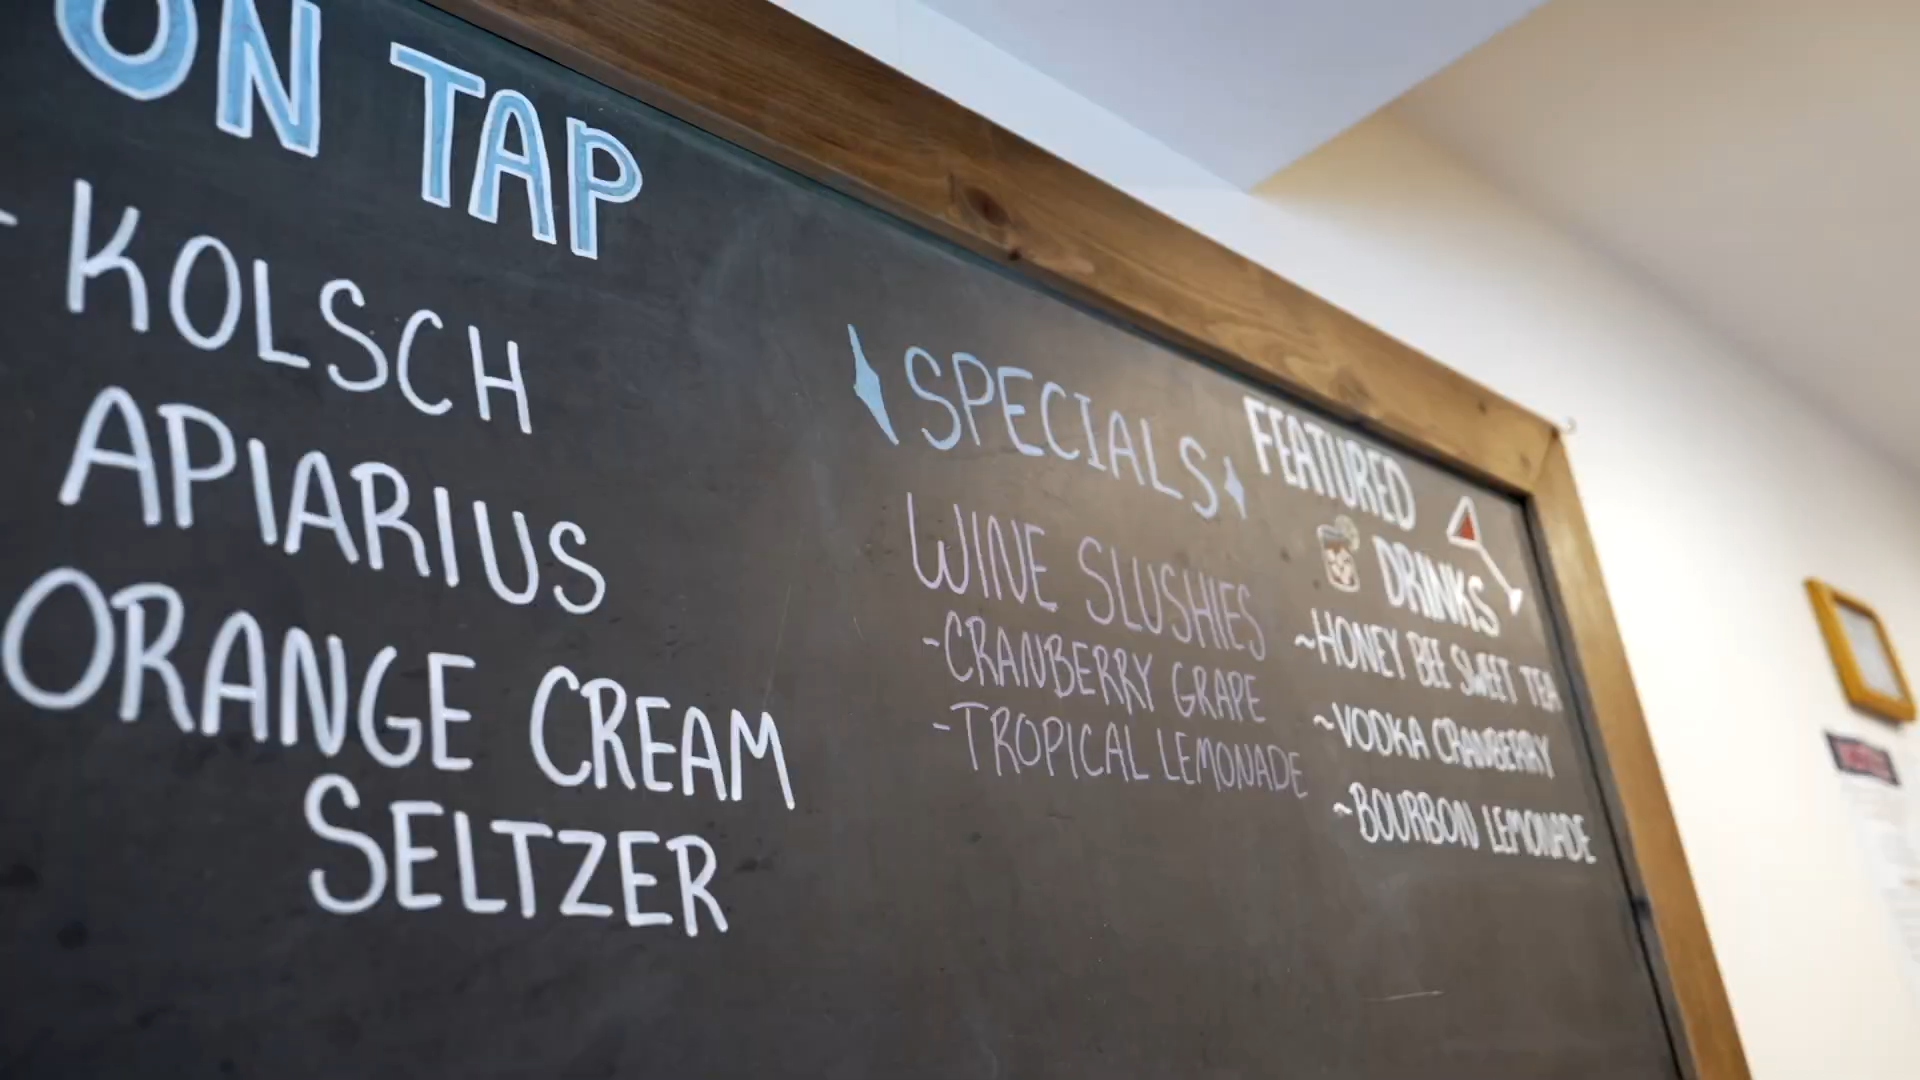 ON TAP
- KOLSCH
APIARIUS
ORANGE CREAM
SELTZER
SPECIALS
WINE SLUSHIES
-CRANBERRY GRAPE
-TROPICAL LEMONADE
FEATURED
DRINKS
~HONEY BEE SWEET TEA
~VODKA CRANBERRY
~BOURBON LEMONADE